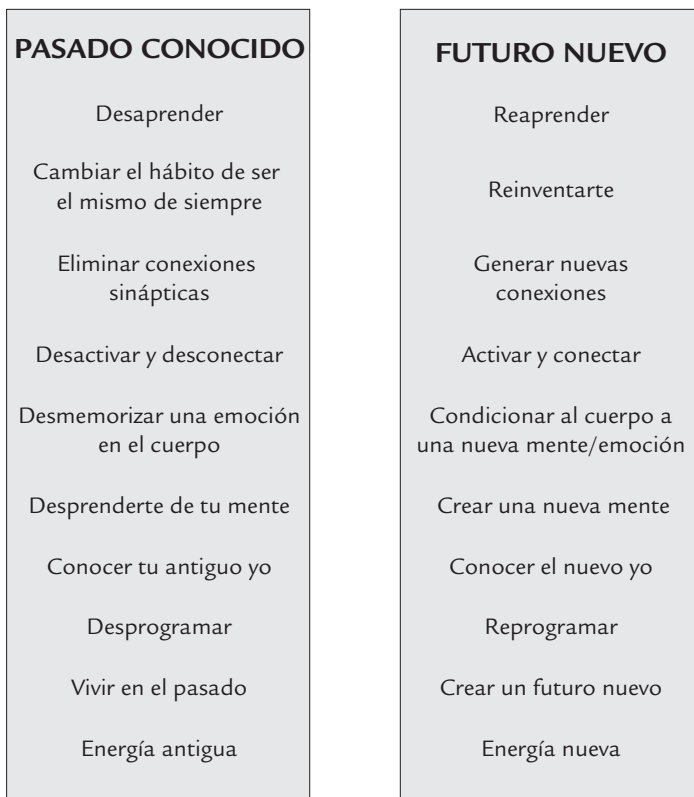 PASADO CONOCIDO
Desaprender
Cambiar el hábito de ser
el mismo de siempre
Eliminar conexiones
sinápticas
Desactivar y desconectar
Desmemorizar una emoción
en el cuerpo
Desprenderte de tu mente
Conocer tu antiguo yo
Desprogramar
Vivir en el pasado
Energía antigua
FUTURO NUEVO
Reaprender
Reinventarte
Generar nuevas
conexiones
Activar y conectar
Condicionar al cuerpo a
una nueva mente/emoción
Crear una nueva mente
Conocer el nuevo yo
Reprogramar
Crear un futuro nuevo
Energía nueva